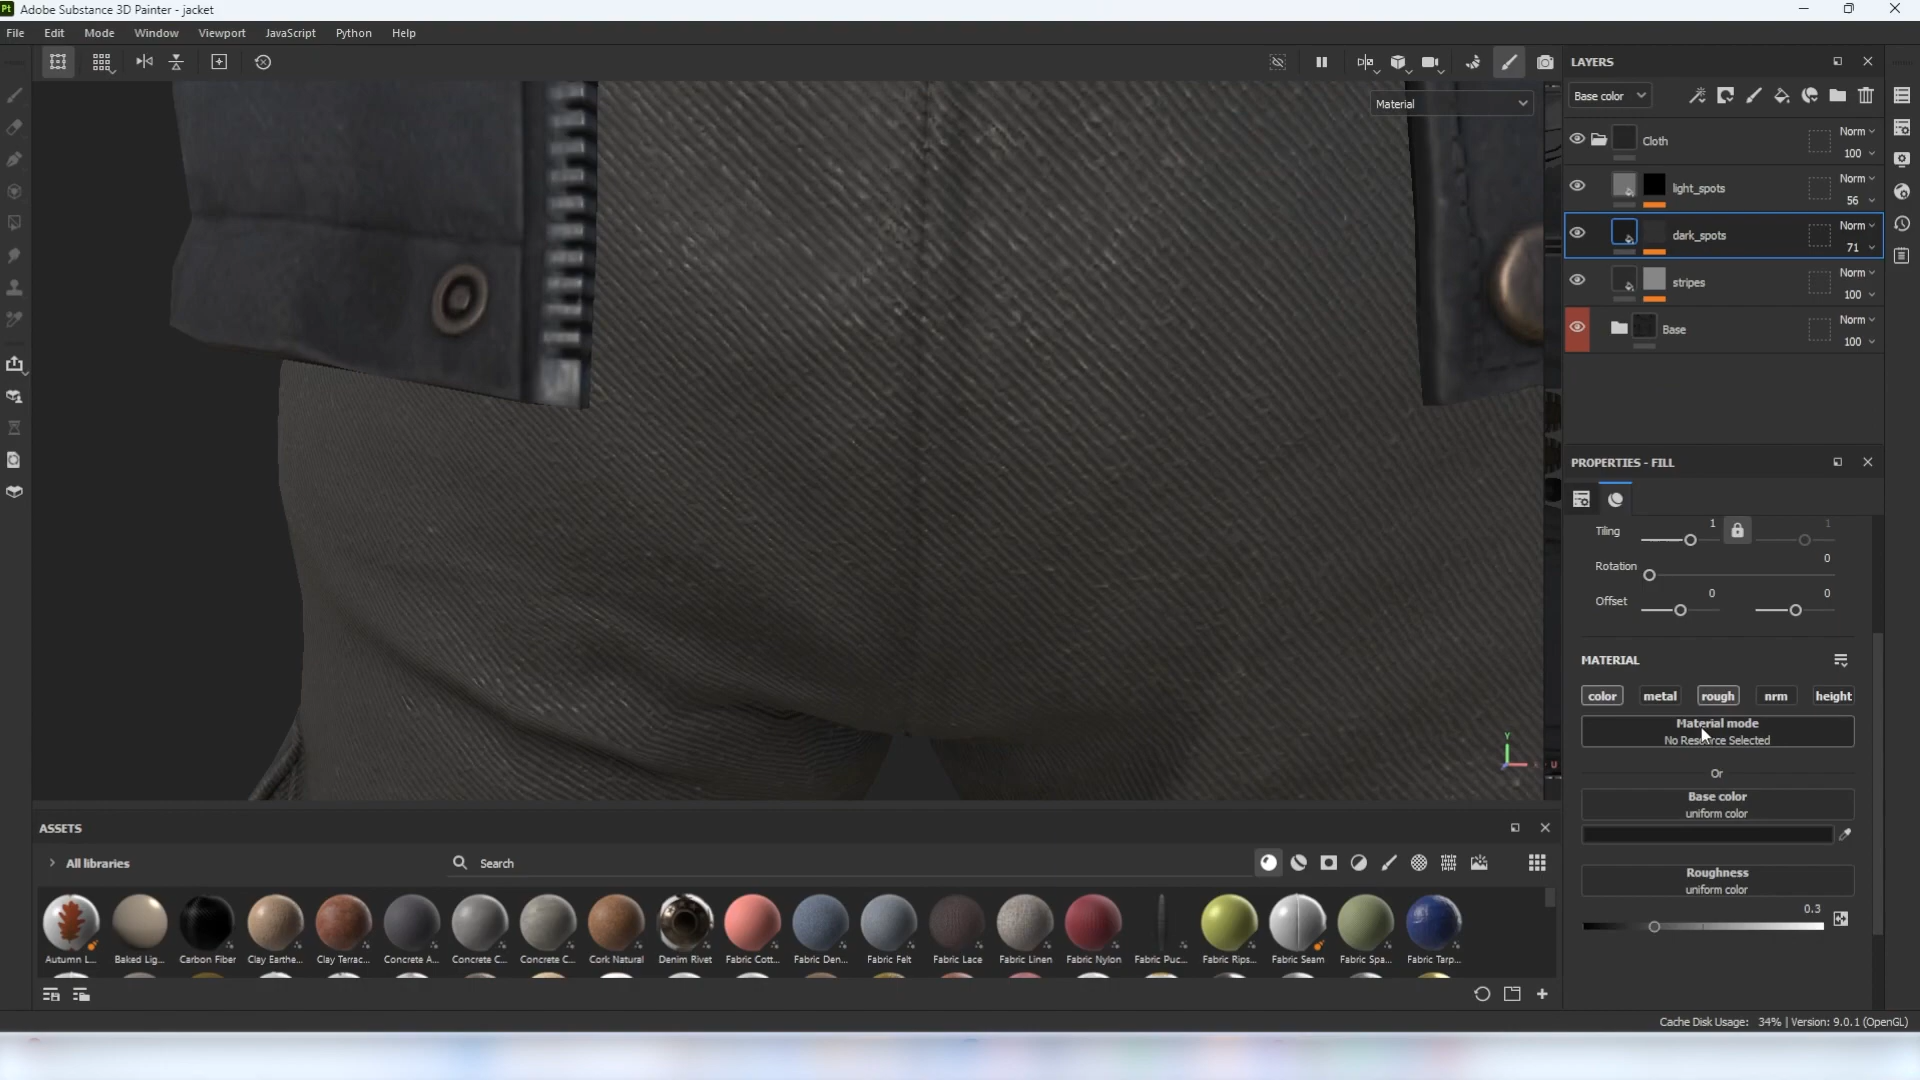 Pt Adobe Substance 3D Painter - jacket
File Edit Mode Window Viewport JavaScript Python Help
Material
LAYERS
Base color
Cloth Norm 100
light_spots Norm 56
dark_spots Norm 71
stripes Norm 100
Base Norm 100
PROPERTIES - FILL
Tiling 1 1
Rotation 0
Offset 0 0
MATERIAL
color metal rough nrm height
Material mode
No Resource Selected
Or
Base color
uniform color
Roughness
uniform color
0.3
Y
U
ASSETS
All libraries
Search
Autumn L... Baked Lig... Carbon Fiber Clay Earthe... Clay Terrac... Concrete A... Concrete C... Concrete C... Cork Natural Denim Rivet Fabric Cott... Fabric Den... Fabric Felt Fabric Lace Fabric Linen Fabric Nylon Fabric Puc... Fabric Rips... Fabric Seam Fabric Spa... Fabric Tarp...
Cache Disk Usage: 34% | Version: 9.0.1 (OpenGL)